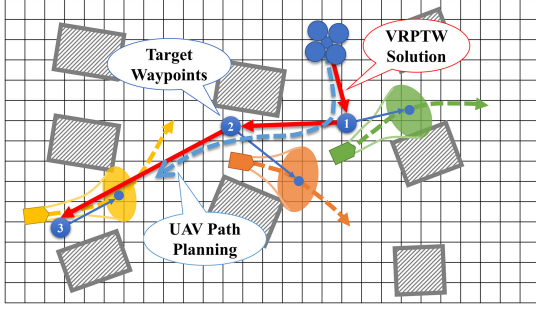 Target
Waypoints
VRPTW
Solution
1
2
3
UAV Path
Planning